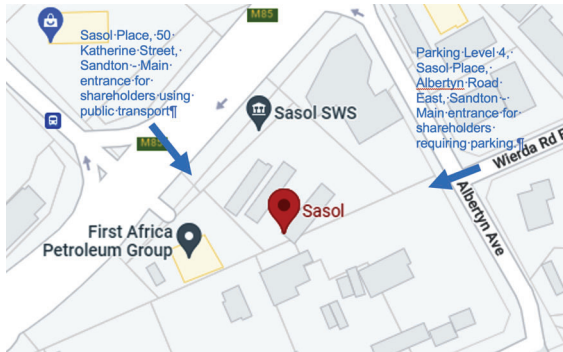 M85
Sasol Place, 50
Katherine Street,
Sandton - Main
entrance for
shareholders using
public transport¶
Parking Level 4,
Sasol Place,
Albertyn Road
East, Sandton -
Main entrance for
shareholders
requiring parking.¶
M85
Sasol SWS
Wierda Rd E
Albertyn Ave
Sasol
First Africa
Petroleum Group